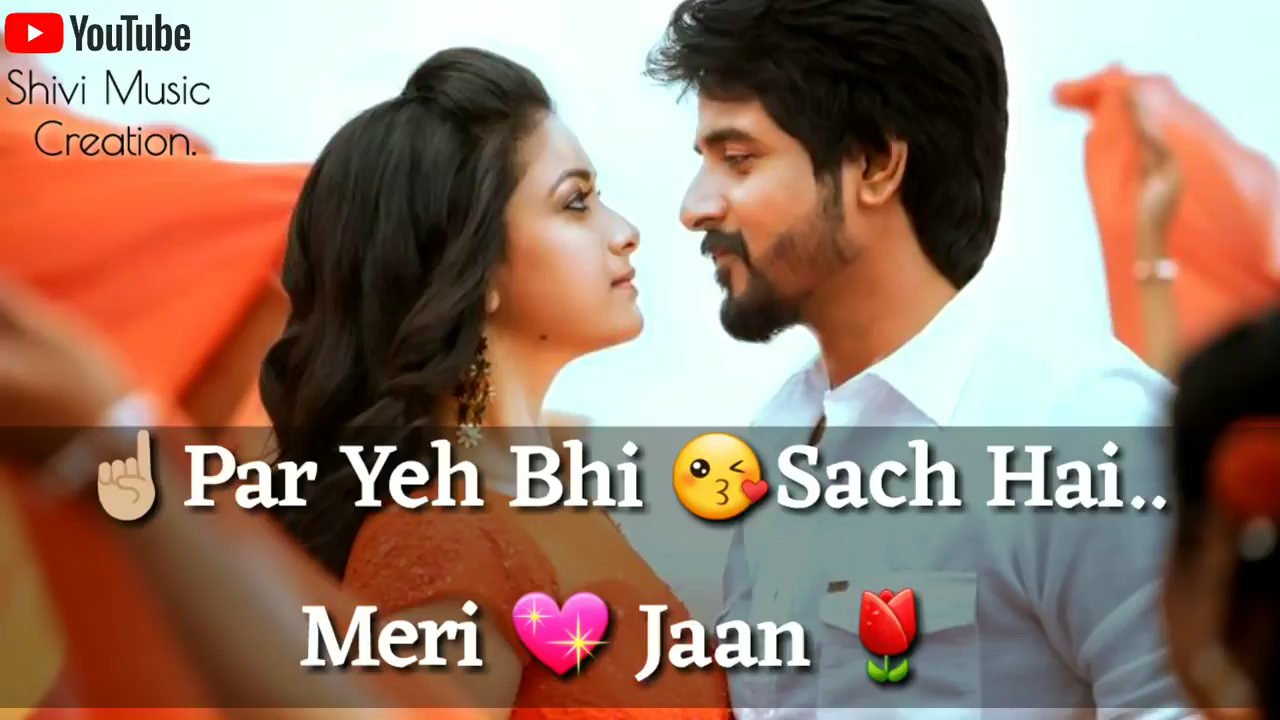 YouTube
Shivi Music
Creation.
☝🏼Par Yeh Bhi 😘Sach Hai..
Meri 💖 Jaan 🌷